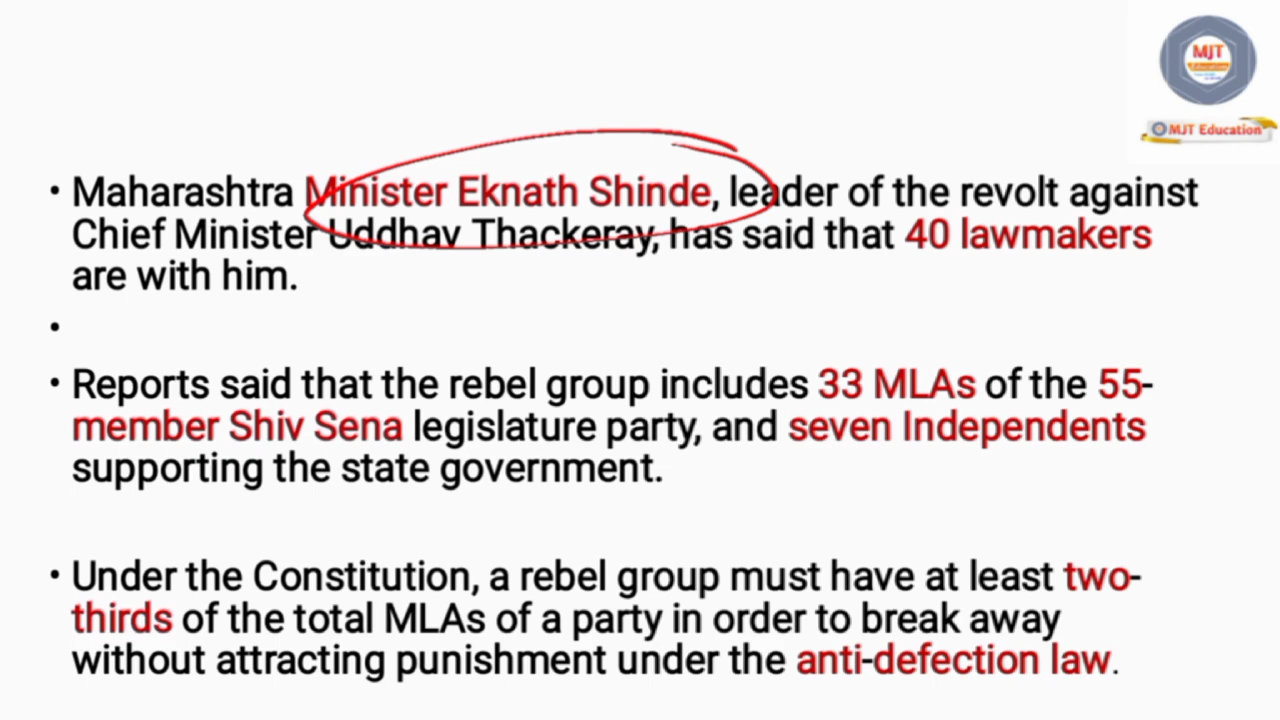 MJT
Education
MJT Education
• Maharashtra Minister Eknath Shinde, leader of the revolt against
Chief Minister Uddhav Thackeray, has said that 40 lawmakers
are with him.
•
• Reports said that the rebel group includes 33 MLAs of the 55-
member Shiv Sena legislature party, and seven Independents
supporting the state government.
• Under the Constitution, a rebel group must have at least two-
thirds of the total MLAs of a party in order to break away
without attracting punishment under the anti-defection law.